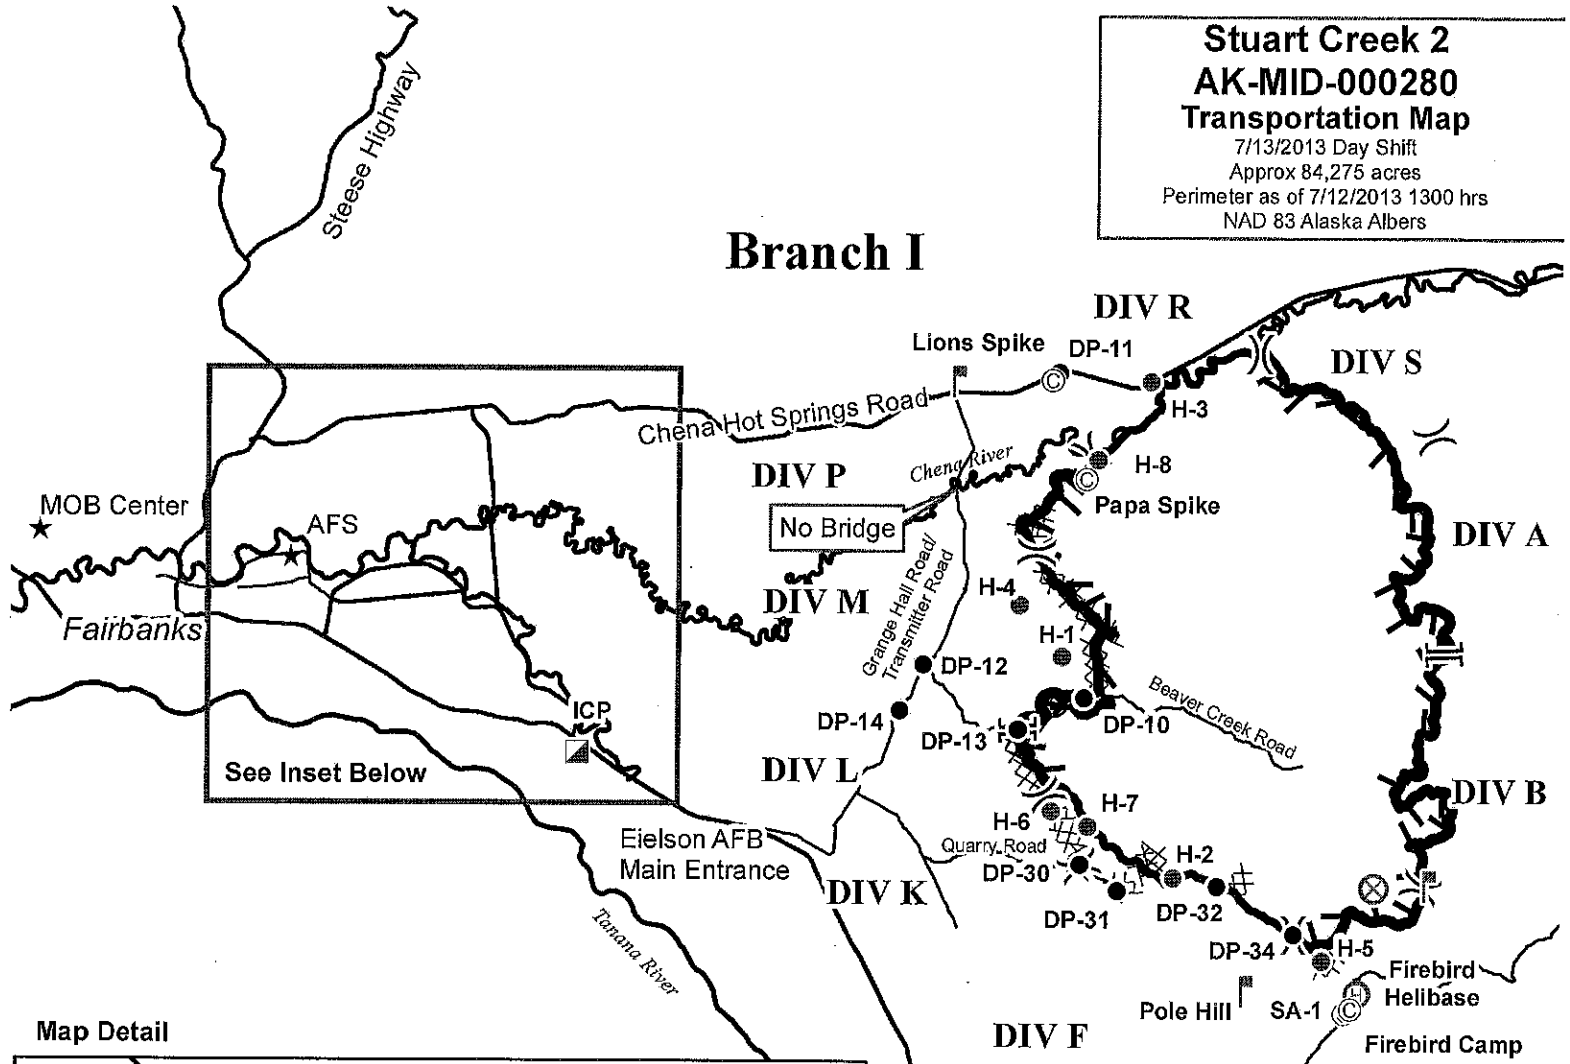 Stuart Creek 2
AK-MID-000280
Transportation Map
7/13/2013 Day Shift
Approx 84,275 acres
Perimeter as of 7/12/2013 1300 hrs
NAD 83 Alaska Albers
Steese Highway
Branch I
DIV R
Lions Spike
DP-11
DIV S
H-3
Chena Hot Springs Road
DIV P
Chena River
H-8
C
C
Papa Spike
MOB Center
AFS
No Bridge
DIV A
Fairbanks
DIV M
Grange Hall Road/
Transmitter Road
H-4
H-1
DP-12
DP-14
DP-13
H
DP-10
Beaver Creek Road
ICP
See Inset Below
DIV L
DIV B
H-6
H-7
Eielson AFB
Main Entrance
Quarry Road
DP-30
H-2
DIV K
DP-31
DP-32
Tanana River
DP-34
H-5
Pole Hill
SA-1
H
C
Firebird
Helibase
Firebird Camp
DIV F
Map Detail